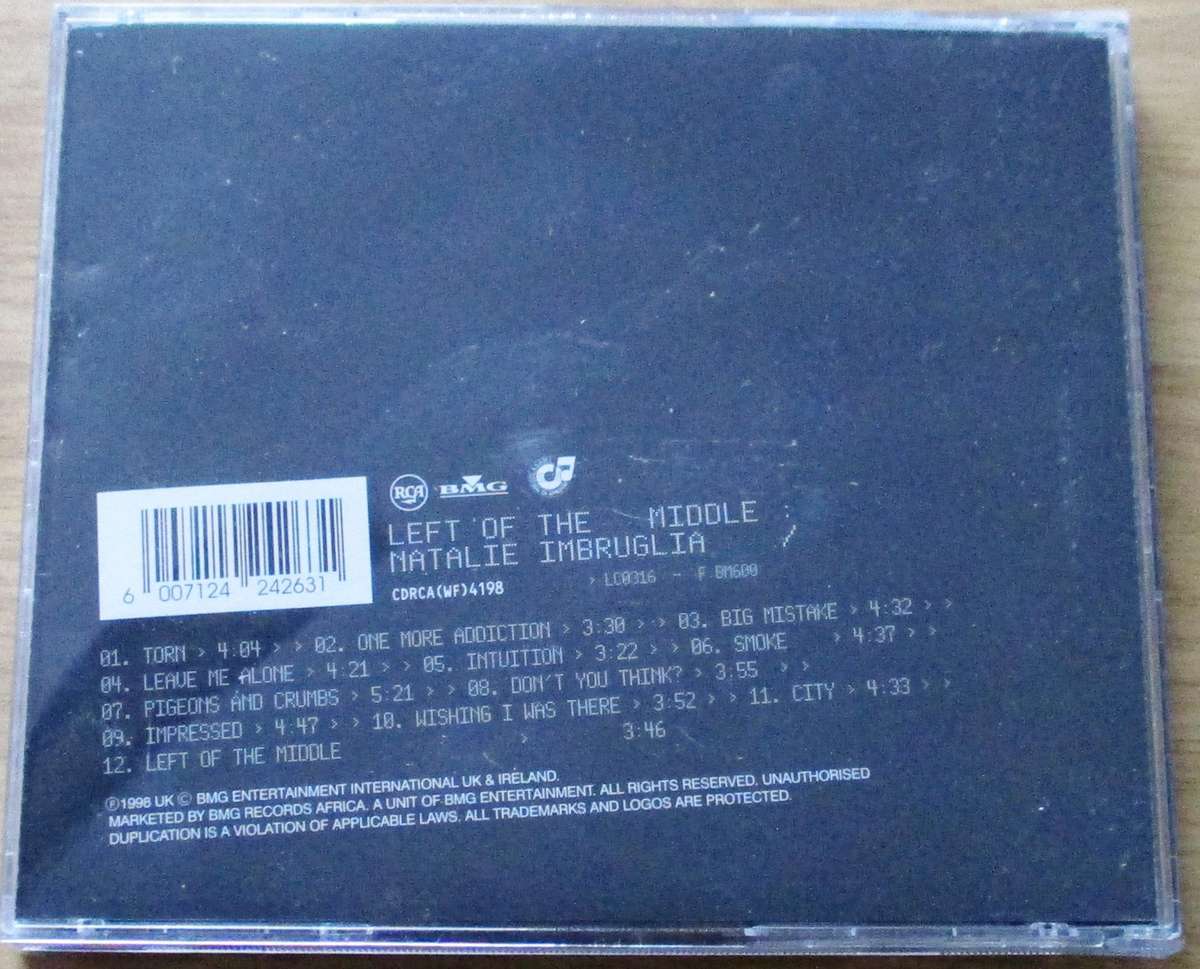 RCA BMG
LEFT OF THE MIDDLE
NATALIE IMBRUGLIA
CDRCA(WF)4198 > LC0316 - F BM600
6 007124 242631
01. TORN > 4:04 > > 02. ONE MORE ADDICTION > 3:30 > > 03. BIG MISTAKE > 4:32 > >
04. LEAVE ME ALONE > 4:21 > > 05. INTUITION > 3:22 > > 06. SMOKE > 4:37 > >
07. PIGEONS AND CRUMBS > 5:21 > > 08. DON'T YOU THINK? > 3:55 > >
09. IMPRESSED > 4:47 > > 10. WISHING I WAS THERE > 3:52 > > 11. CITY > 4:33 > >
12. LEFT OF THE MIDDLE > 3:46
Ⓟ1998 UK © BMG ENTERTAINMENT INTERNATIONAL UK & IRELAND.
MARKETED BY BMG RECORDS AFRICA. A UNIT OF BMG ENTERTAINMENT. ALL RIGHTS RESERVED. UNAUTHORISED
DUPLICATION IS A VIOLATION OF APPLICABLE LAWS. ALL TRADEMARKS AND LOGOS ARE PROTECTED.